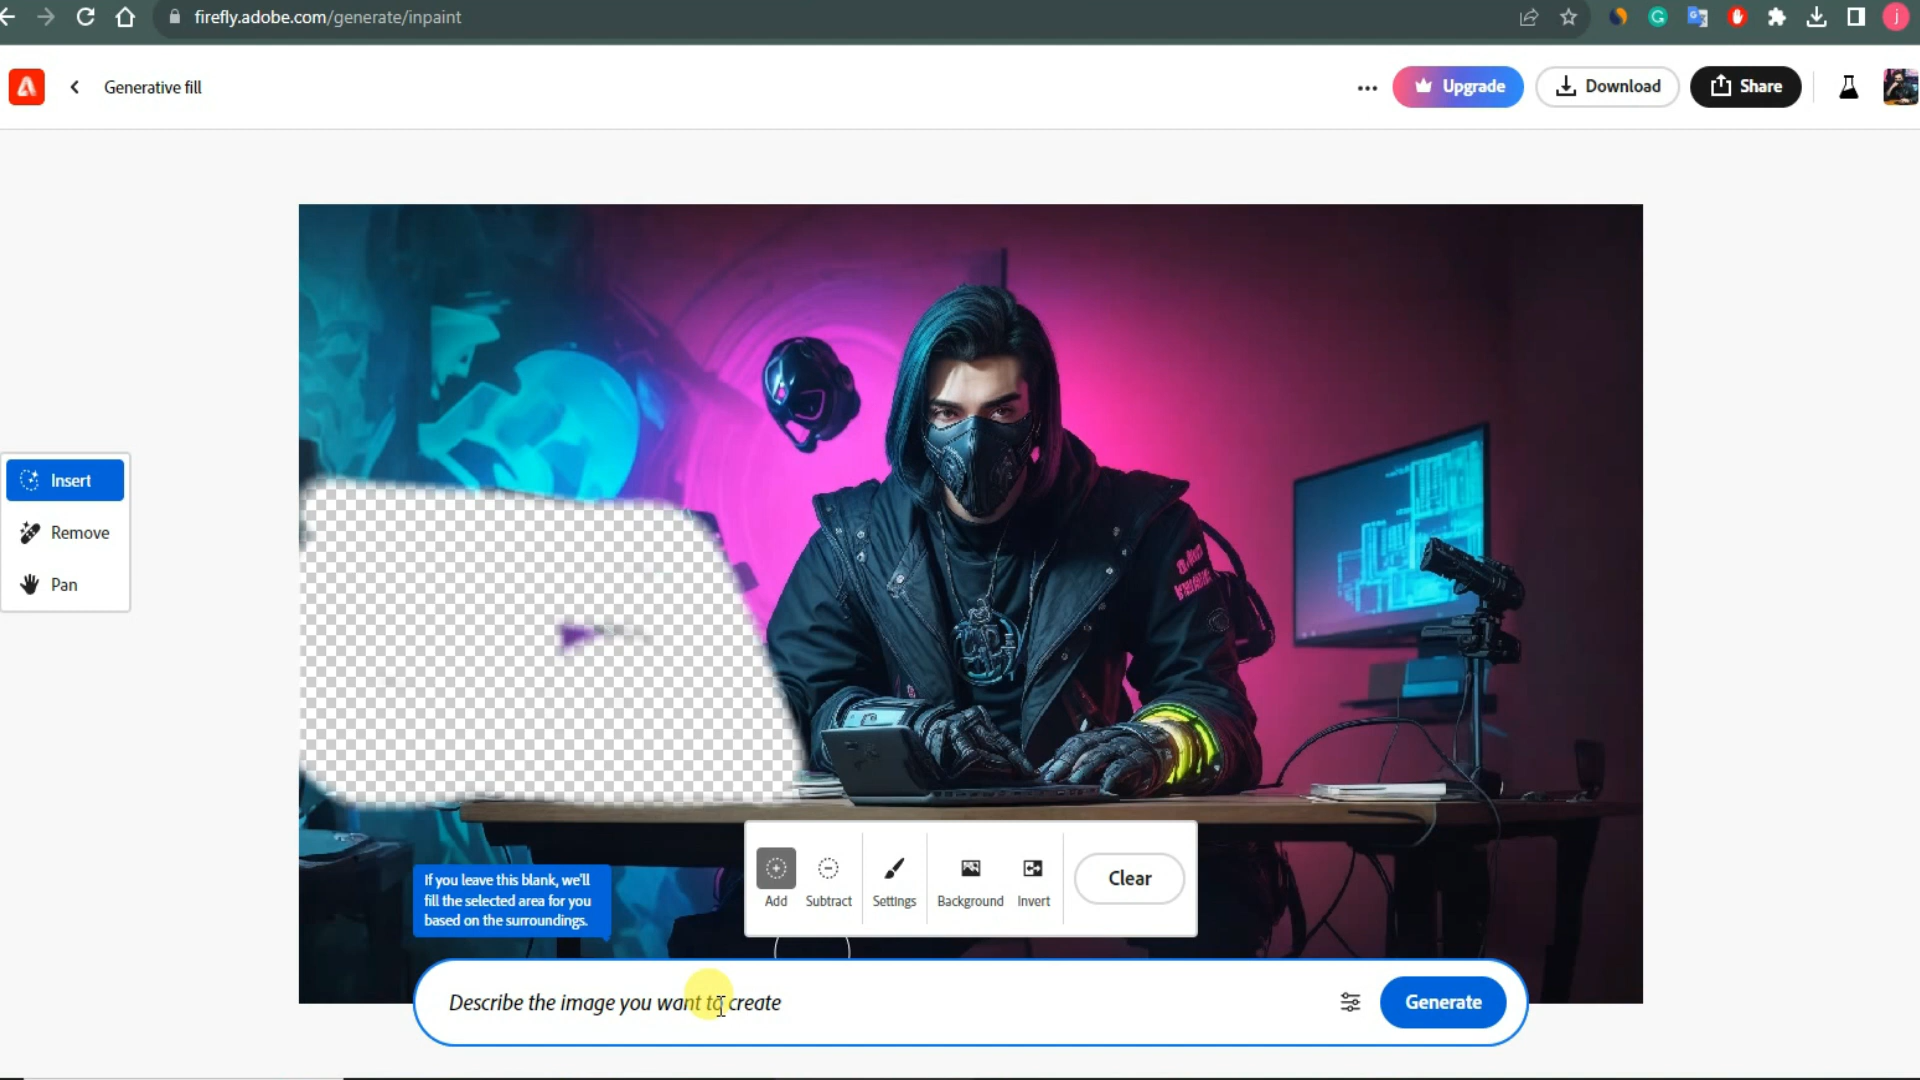 firefly.adobe.com/generate/inpaint
j
Generative fill
Upgrade
Download
Share
Insert
Remove
Pan
If you leave this blank, we'll
fill the selected area for you
based on the surroundings.
Add
Subtract
Settings
Background
Invert
Clear
Describe the image you want to create
Generate